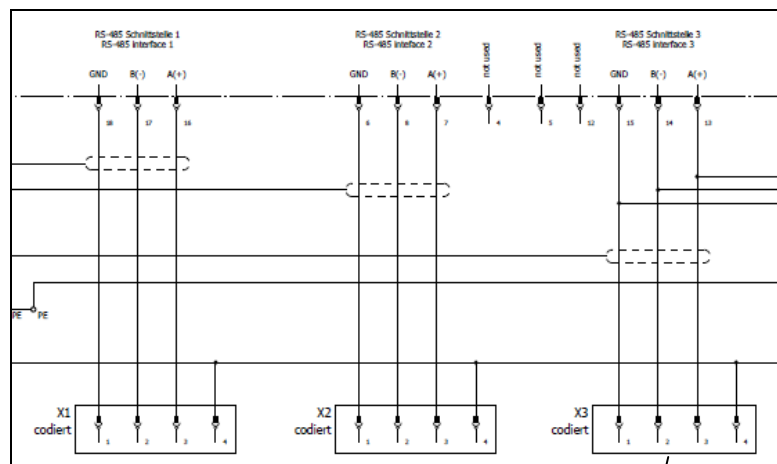 RS-485 Schnittstelle 1
RS-485 interface 1
RS-485 Schnittstelle 2
RS-485 inteface 2
RS-485 Schnittstelle 3
RS-485 interface 3
not used
not used
not used
GND B(-) A(+)
GND B(-) A(+)
GND B(-) A(+)
18 17 16
6 8 7 4 5 12 15 14 13
PE PE
X1
codiert
1 2 3 4
X2
codiert
1 2 3 4
X3
codiert
1 2 3 4